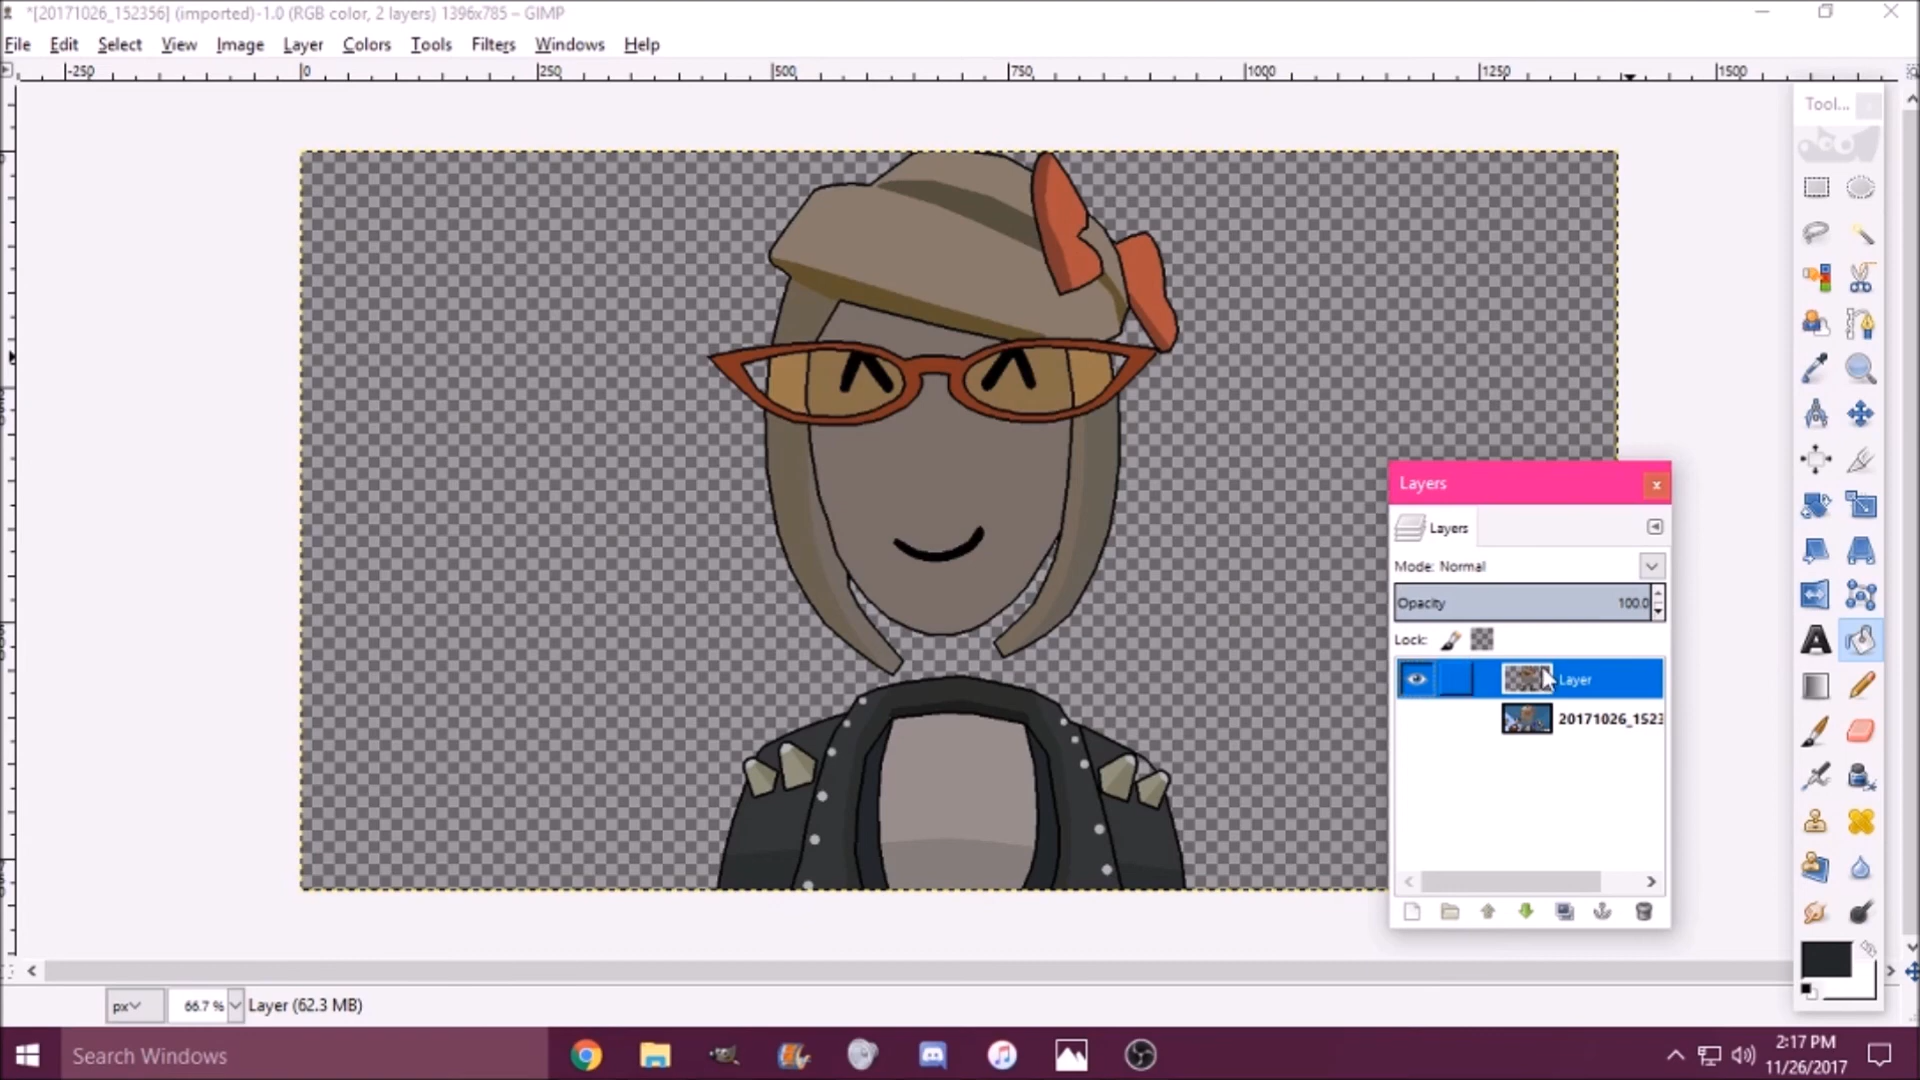 *[20171026_152356] (imported)-1.0 (RGB color, 2 layers) 1396x785 – GIMP
File Edit Select View Image Layer Colors Tools Filters Windows Help
-250 0 250 500 750 1000 1250 1500
Tool...
Layers
Layers
Mode: Normal
Opacity 100.0
Lock:
Layer
20171026_1523
px 66.7 % Layer (62.3 MB)
Search Windows
2:17 PM
11/26/2017